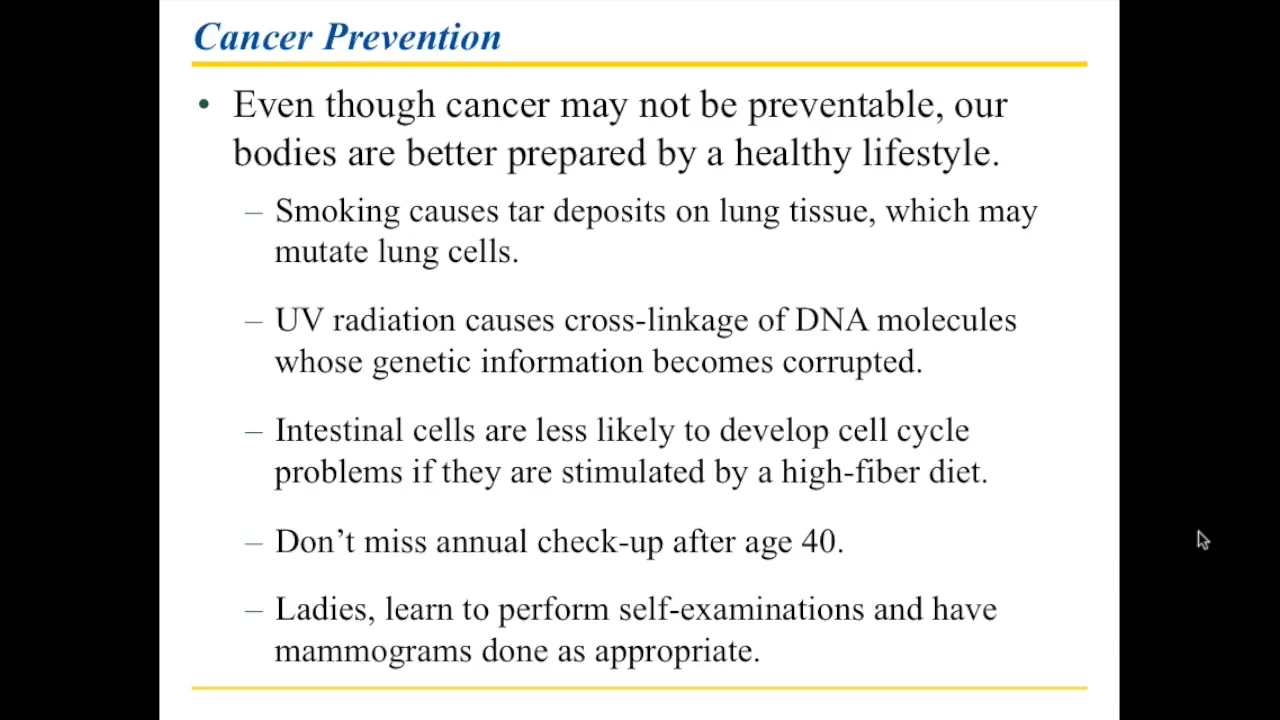 Cancer Prevention
• Even though cancer may not be preventable, our
bodies are better prepared by a healthy lifestyle.
– Smoking causes tar deposits on lung tissue, which may
mutate lung cells.
– UV radiation causes cross-linkage of DNA molecules
whose genetic information becomes corrupted.
– Intestinal cells are less likely to develop cell cycle
problems if they are stimulated by a high-fiber diet.
– Don’t miss annual check-up after age 40.
– Ladies, learn to perform self-examinations and have
mammograms done as appropriate.